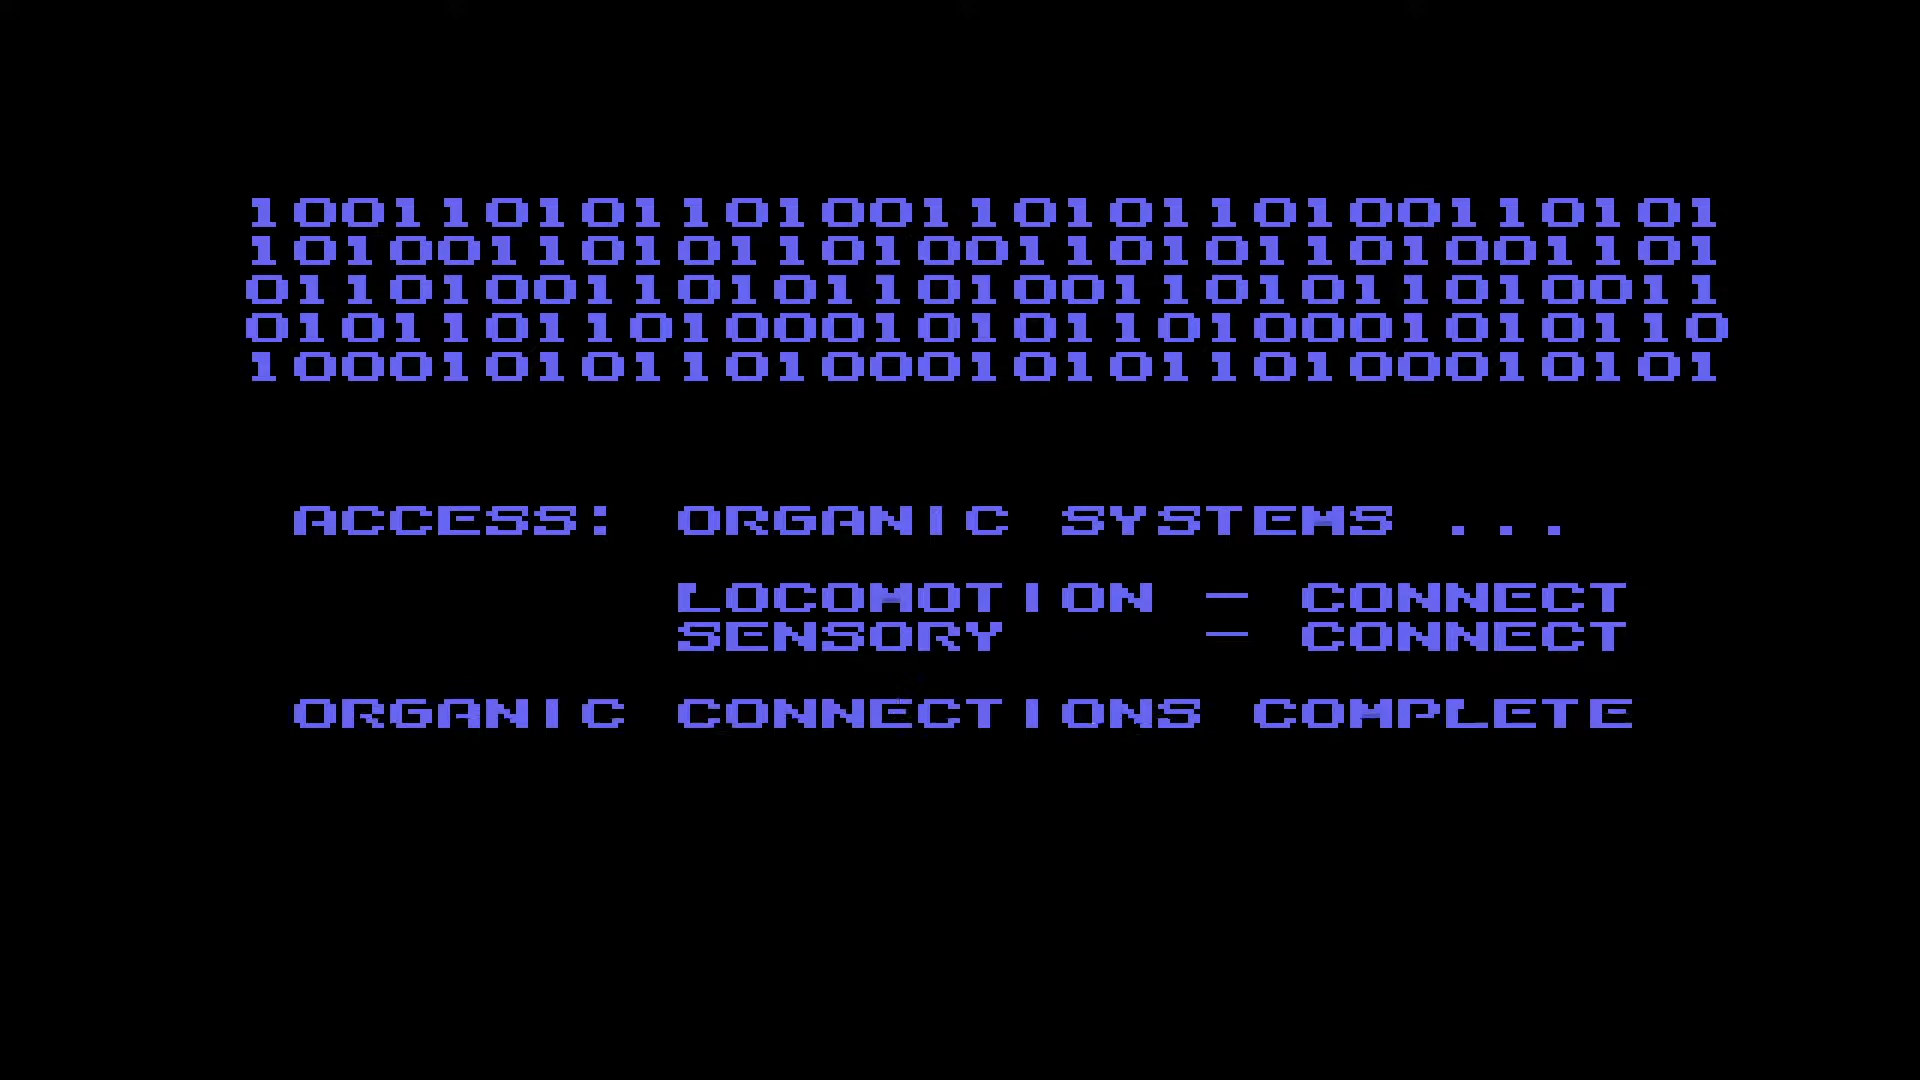 1001101011010011010110100110101
1010011010110100110101101001101
0110100110101101001101011010011
0101101101000101011010001010110
1000101011010001010110100010101
ACCESS: ORGANIC SYSTEMS ...
LOCOMOTION - CONNECT
SENSORY - CONNECT
ORGANIC CONNECTIONS COMPLETE